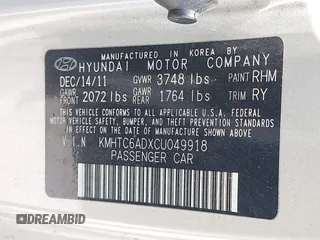 MANUFACTURED IN KOREA BY
HYUNDAI MOTOR COMPANY
DEC/14/11 GVWR 3748 lbs PAINT RHM
GAWR FRONT 2072 lbs GAWR REAR 1764 lbs TRIM RY
THIS VEHICLE CONFORMS TO ALL APPLICABLE
U.S. FEDERAL MOTOR VEHICLE SAFETY,
BUMPER, AND THEFT PREVENTION STANDARDS
IN EFFECT ON THE DATE OF MANUFACTURE
SHOWN ABOVE.
V.I.N KMHTC6ADXCU049918
PASSENGER CAR
DREAMBID
DREAMBID.COM